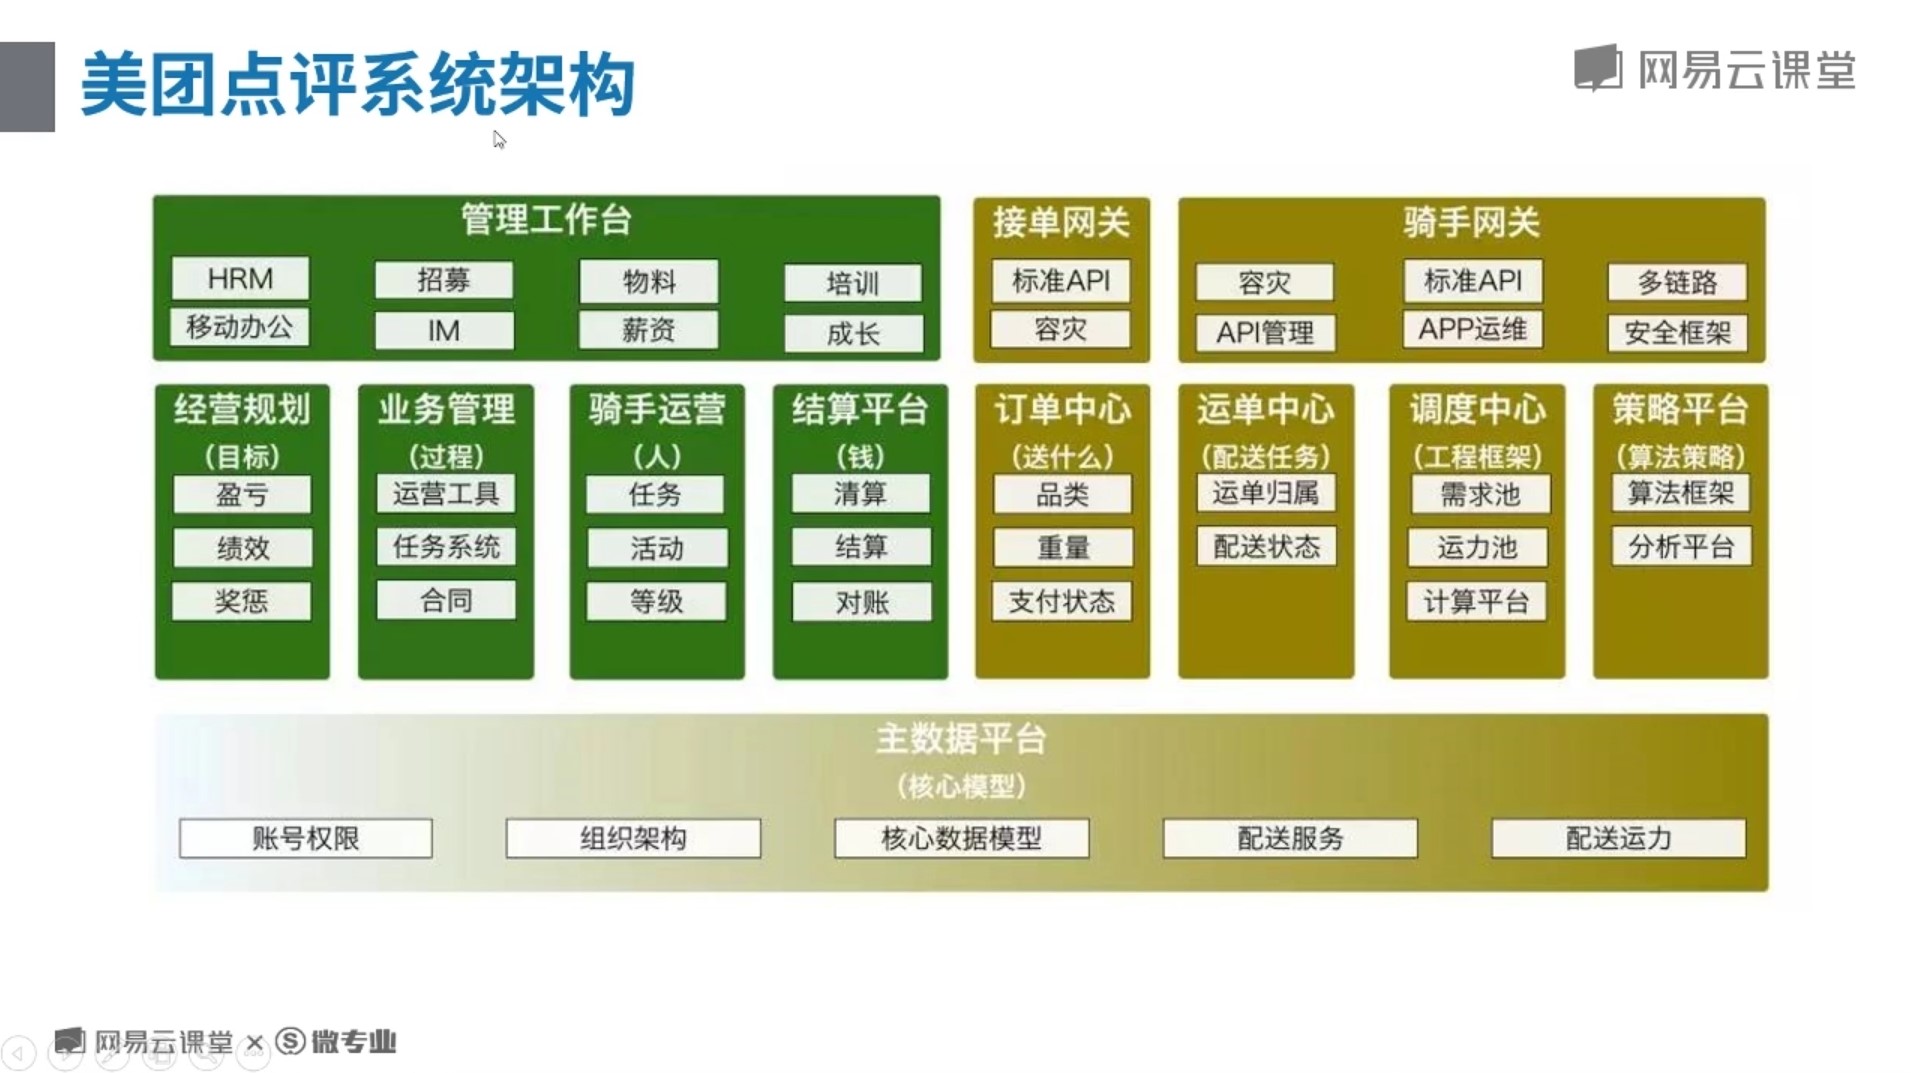 美团点评系统架构
网易云课堂
管理工作台
HRM
招募
物料
培训
移动办公
IM
薪资
成长
接单网关
标准API
容灾
骑手网关
容灾
标准API
多链路
API管理
APP运维
安全框架
经营规划
(目标)
盈亏
绩效
奖惩
业务管理
(过程)
运营工具
任务系统
合同
骑手运营
(人)
任务
活动
等级
结算平台
(钱)
清算
结算
对账
订单中心
(送什么)
品类
重量
支付状态
运单中心
(配送任务)
运单归属
配送状态
调度中心
(工程框架)
需求池
运力池
计算平台
策略平台
(算法策略)
算法框架
分析平台
主数据平台
(核心模型)
账号权限
组织架构
核心数据模型
配送服务
配送运力
网易云课堂 × 微专业